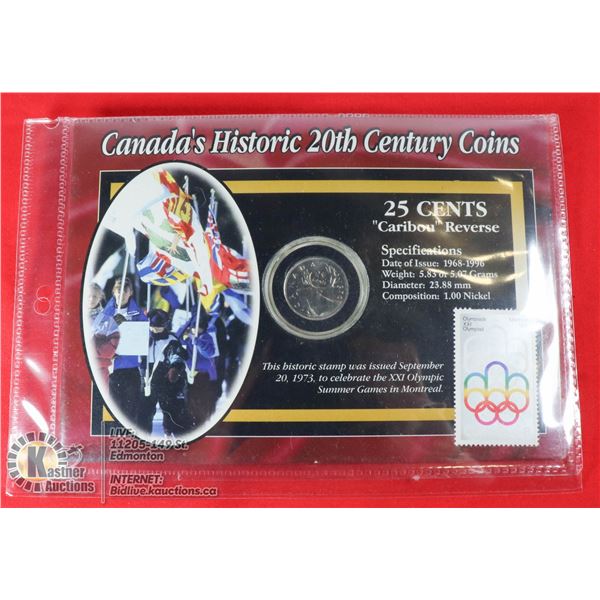 Canada's Historic 20th Century Coins
25 CENTS
"Caribou" Reverse
Specifications
Date of Issue: 1968-1996
Weight: 5.83 or 5.07 Grams
Diameter: 23.88 mm
Composition: 1.00 Nickel
This historic stamp was issued September
20, 1973, to celebrate the XXI Olympic
Summer Games in Montreal.
Olympiade
XXI
Olympiad
LIVE:
11205-149 St.
Edmonton
INTERNET:
Bidlive.kauctions.ca
K
Kastner
Auctions